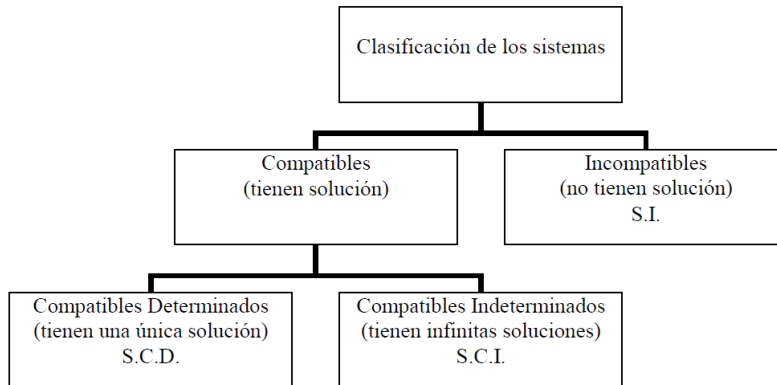 Clasificación de los sistemas
Compatibles
(tienen solución)
Incompatibles
(no tienen solución)
S.I.
Compatibles Determinados
(tienen una única solución)
S.C.D.
Compatibles Indeterminados
(tienen infinitas soluciones)
S.C.I.